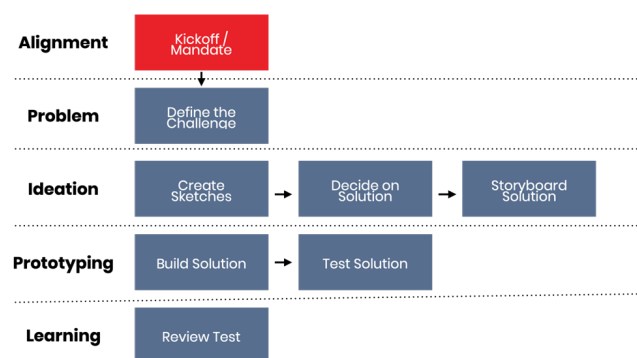 Alignment
Kickoff /
Mandate
Problem
Define the
Challenge
Ideation
Create
Sketches
Decide on
Solution
Storyboard
Solution
Prototyping
Build Solution
Test Solution
Learning
Review Test